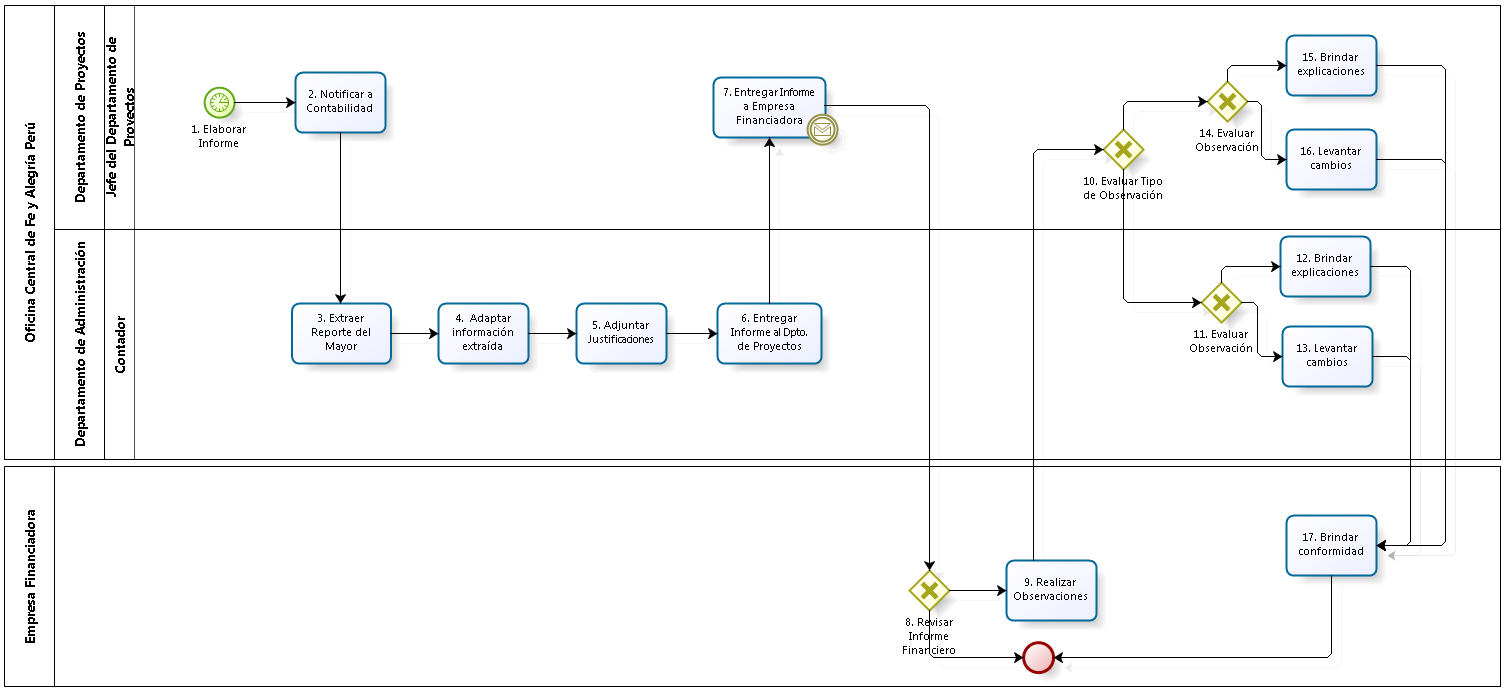 Oficina Central de Fe y Alegría Perú
Departamento de Proyectos
Jefe del Departamento de
Proyectos
1. Elaborar
Informe
2. Notificar a
Contabilidad
7. Entregar Informe
a Empresa
Financiadora
10. Evaluar Tipo
de Observación
14. Evaluar
Observación
15. Brindar
explicaciones
16. Levantar
cambios
Departamento de Administración
Contador
3. Extraer
Reporte del
Mayor
4. Adaptar
información
extraída
5. Adjuntar
Justificaciones
6. Entregar
Informe al Dpto.
de Proyectos
11. Evaluar
Observación
12. Brindar
explicaciones
13. Levantar
cambios
Empresa Financiadora
8. Revisar
Informe
Financiero
9. Realizar
Observaciones
17. Brindar
conformidad